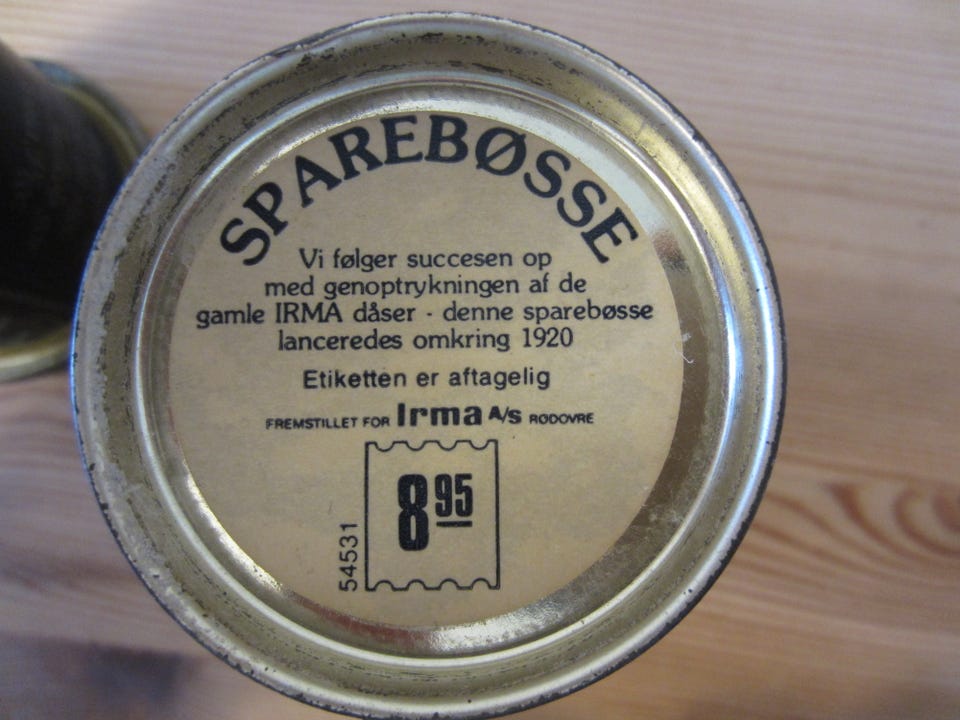 SPAREBØSSE
Vi følger succesen op
med genoptrykningen af de
gamle IRMA dåser - denne sparebøsse
lanceredes omkring 1920
Etiketten er aftagelig
FREMSTILLET FOR Irma A/S RØDOVRE
8 95
54531